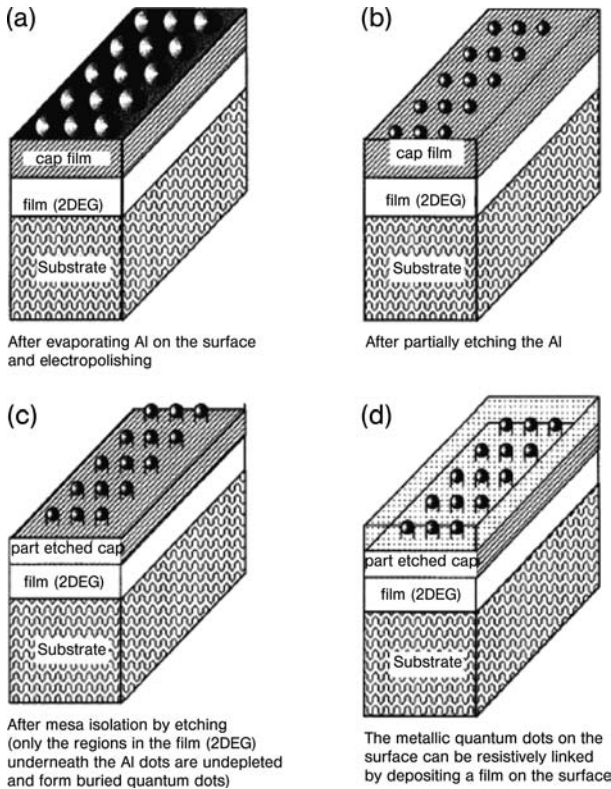 (a)
cap film
film (2DEG)
Substrate
After evaporating Al on the surface
and electropolishing
(b)
cap film
film (2DEG)
Substrate
After partially etching the Al
(c)
part etched cap
film (2DEG)
Substrate
After mesa isolation by etching
(only the regions in the film (2DEG)
underneath the Al dots are undepleted
and form buried quantum dots)
(d)
part etched cap
film (2DEG)
Substrate
The metallic quantum dots on the
surface can be resistively linked
by depositing a film on the surface